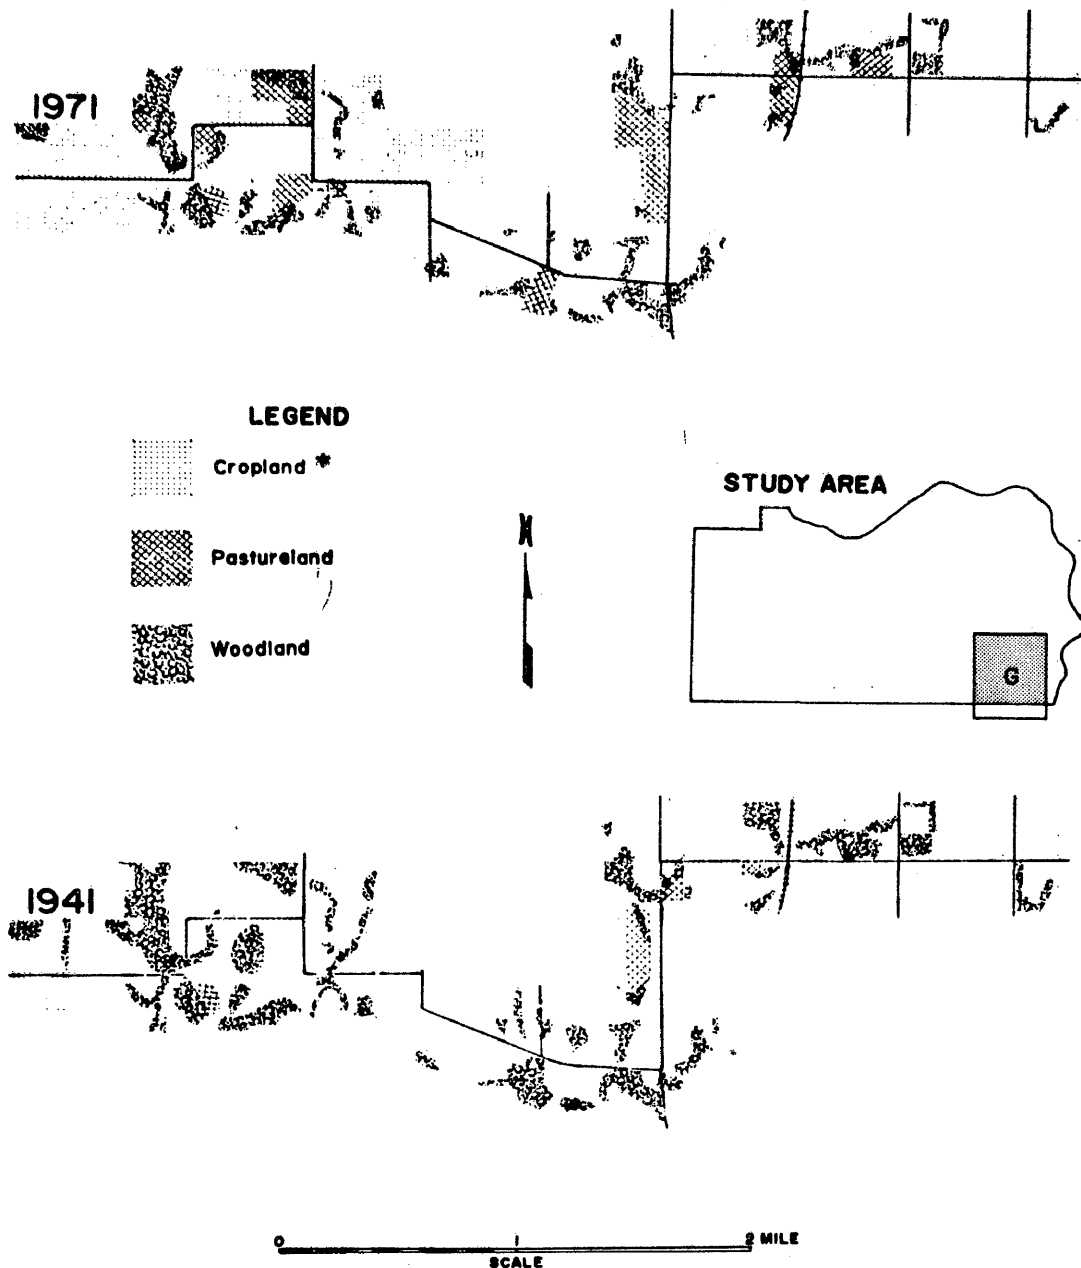 1971
LEGEND
Cropland *
Pastureland
Woodland
N
STUDY AREA
G
1941
0 1 2 MILE
SCALE